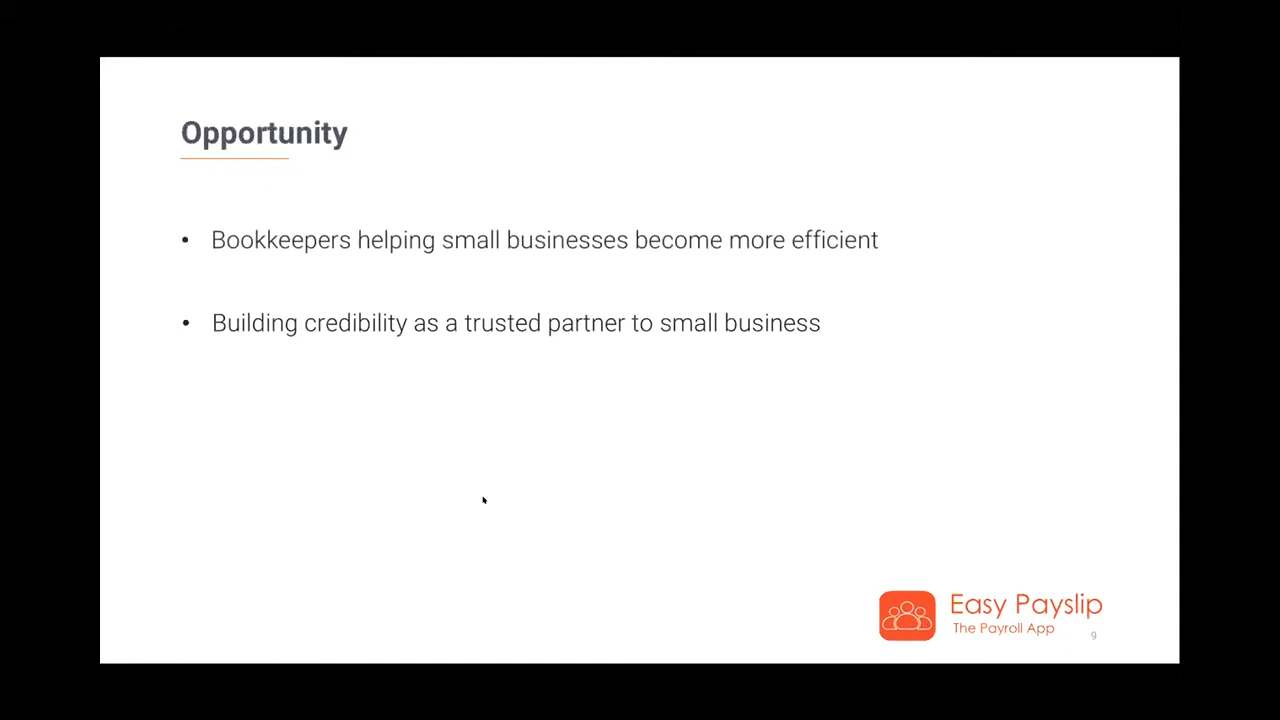 Opportunity
• Bookkeepers helping small businesses become more efficient
• Building credibility as a trusted partner to small business
Easy Payslip
The Payroll App
9